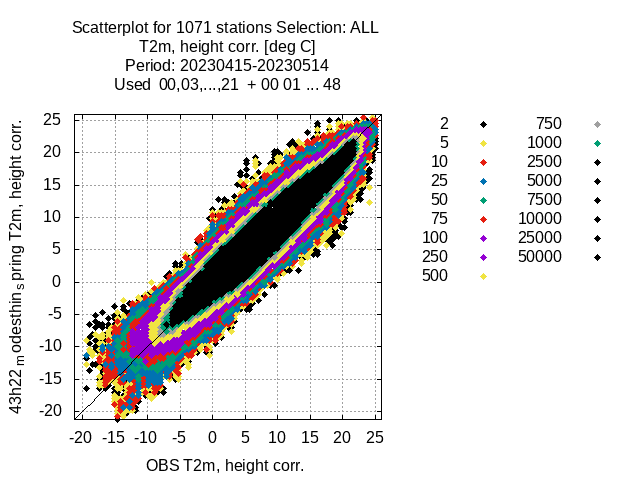 Scatterplot for 1071 stations Selection: ALL
T2m, height corr. [deg C]
Period: 20230415-20230514
Used  00,03,...,21  + 00 01 ... 48
43h22 m odesthin s pring T2m, height corr.
25
20
15
10
5
0
-5
-10
-15
-20
-20 -15 -10 -5 0 5 10 15 20 25
OBS T2m, height corr.
2 750
5 1000
10 2500
25 5000
50 7500
75 10000
100 25000
250 50000
500